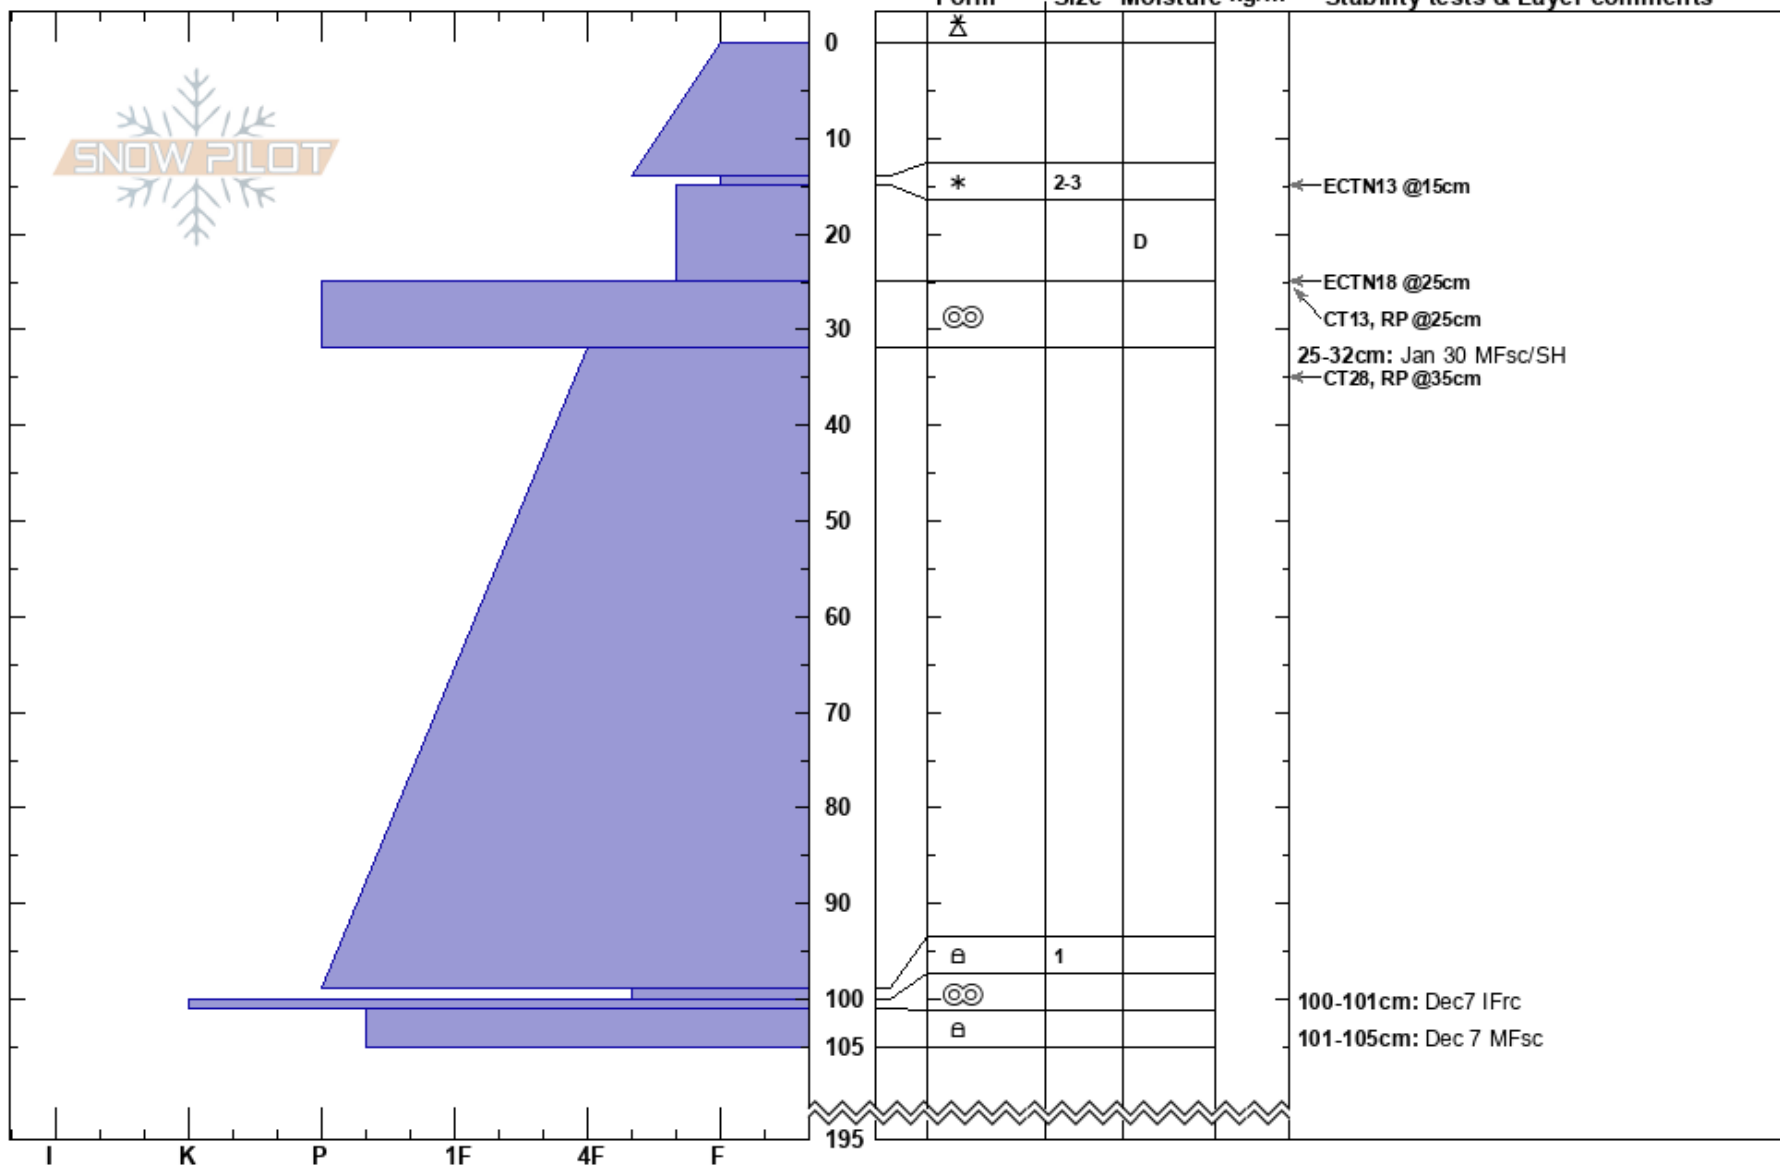 Form Size Moisture kg/m Stability tests & Layer comments
SNOW PILOT
0
10
2-3
ECTN13 @15cm
20
D
ECTN18 @25cm
30
CT13, RP @25cm
25-32cm: Jan 30 MFsc/SH
CT28, RP @35cm
40
50
60
70
80
90
1
100
100-101cm: Dec7 IFrc
101-105cm: Dec 7 MFsc
105
195
I K P 1F 4F F